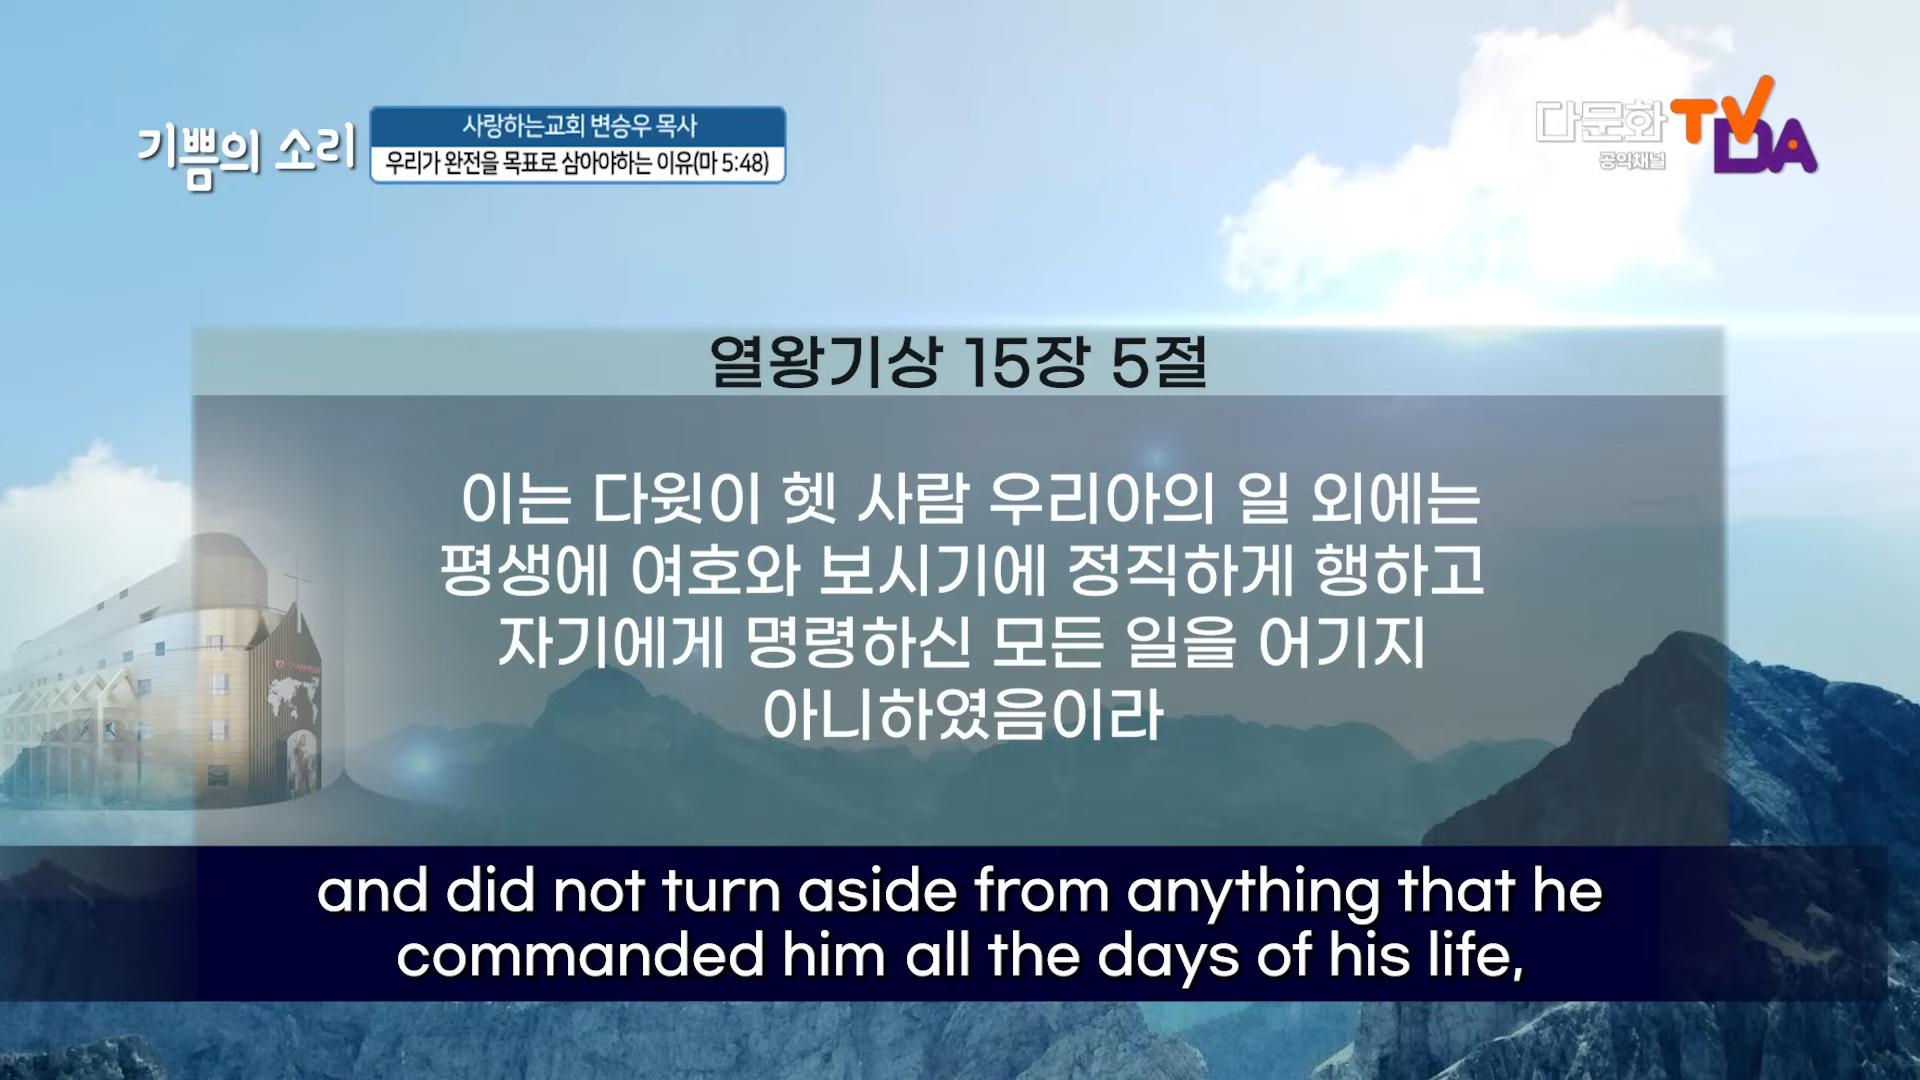 기쁨의 소리
사랑하는교회 변승우 목사
우리가 완전을 목표로 삼아야하는 이유(마 5:48)
다문화 TV
공익채널 DA
열왕기상 15장 5절
이는 다윗이 헷 사람 우리아의 일 외에는
평생에 여호와 보시기에 정직하게 행하고
자기에게 명령하신 모든 일을 어기지
아니하였음이라
and did not turn aside from anything that he
commanded him all the days of his life,